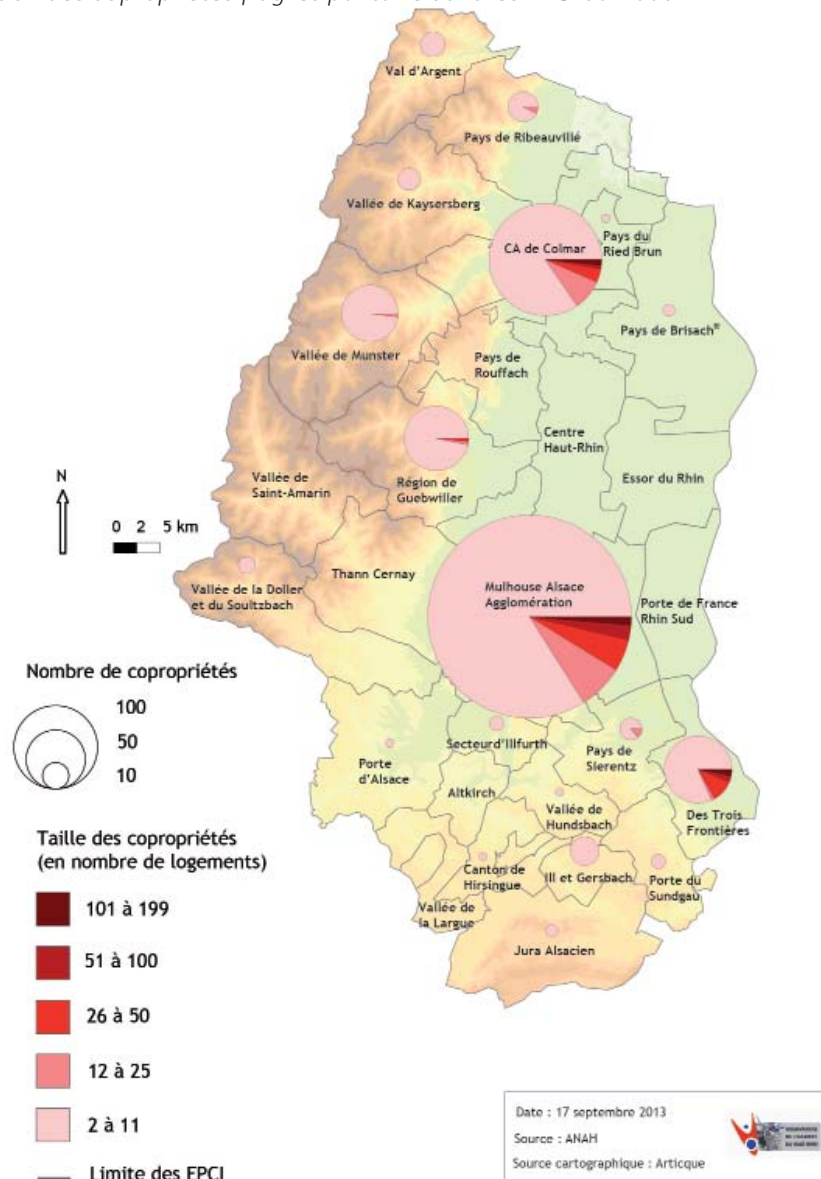 Val d'Argent
Pays de Ribeauvillé
Vallée de Kaysersberg
CA de Colmar
Pays du
Ried Brun
Pays de Brisach
Vallée de Munster
Pays de
Rouffach
Centre
Haut-Rhin
Essor du Rhin
Vallée de
Saint-Amarin
Région de
Guebwiller
N
0 2 5 km
Thann Cernay
Mulhouse Alsace
Agglomération
Porte de France
Rhin Sud
Vallée de la Doller
et du Soultzbach
Nombre de copropriétés
100
50
10
Secteurd'Illfurth
Pays de
Sierentz
Porte
d'Alsace
Altkirch
Vallée de
Hundsbach
Des Trois
Frontières
Canton de
Hirsingue
Ill et Gersbach
Porte du
Sundgau
Vallée de
la Largue
Jura Alsacien
Taille des copropriétés
(en nombre de logements)
101 à 199
51 à 100
26 à 50
12 à 25
2 à 11
Limite des EPCI
Date : 17 septembre 2013
Source : ANAH
Source cartographique : Articque